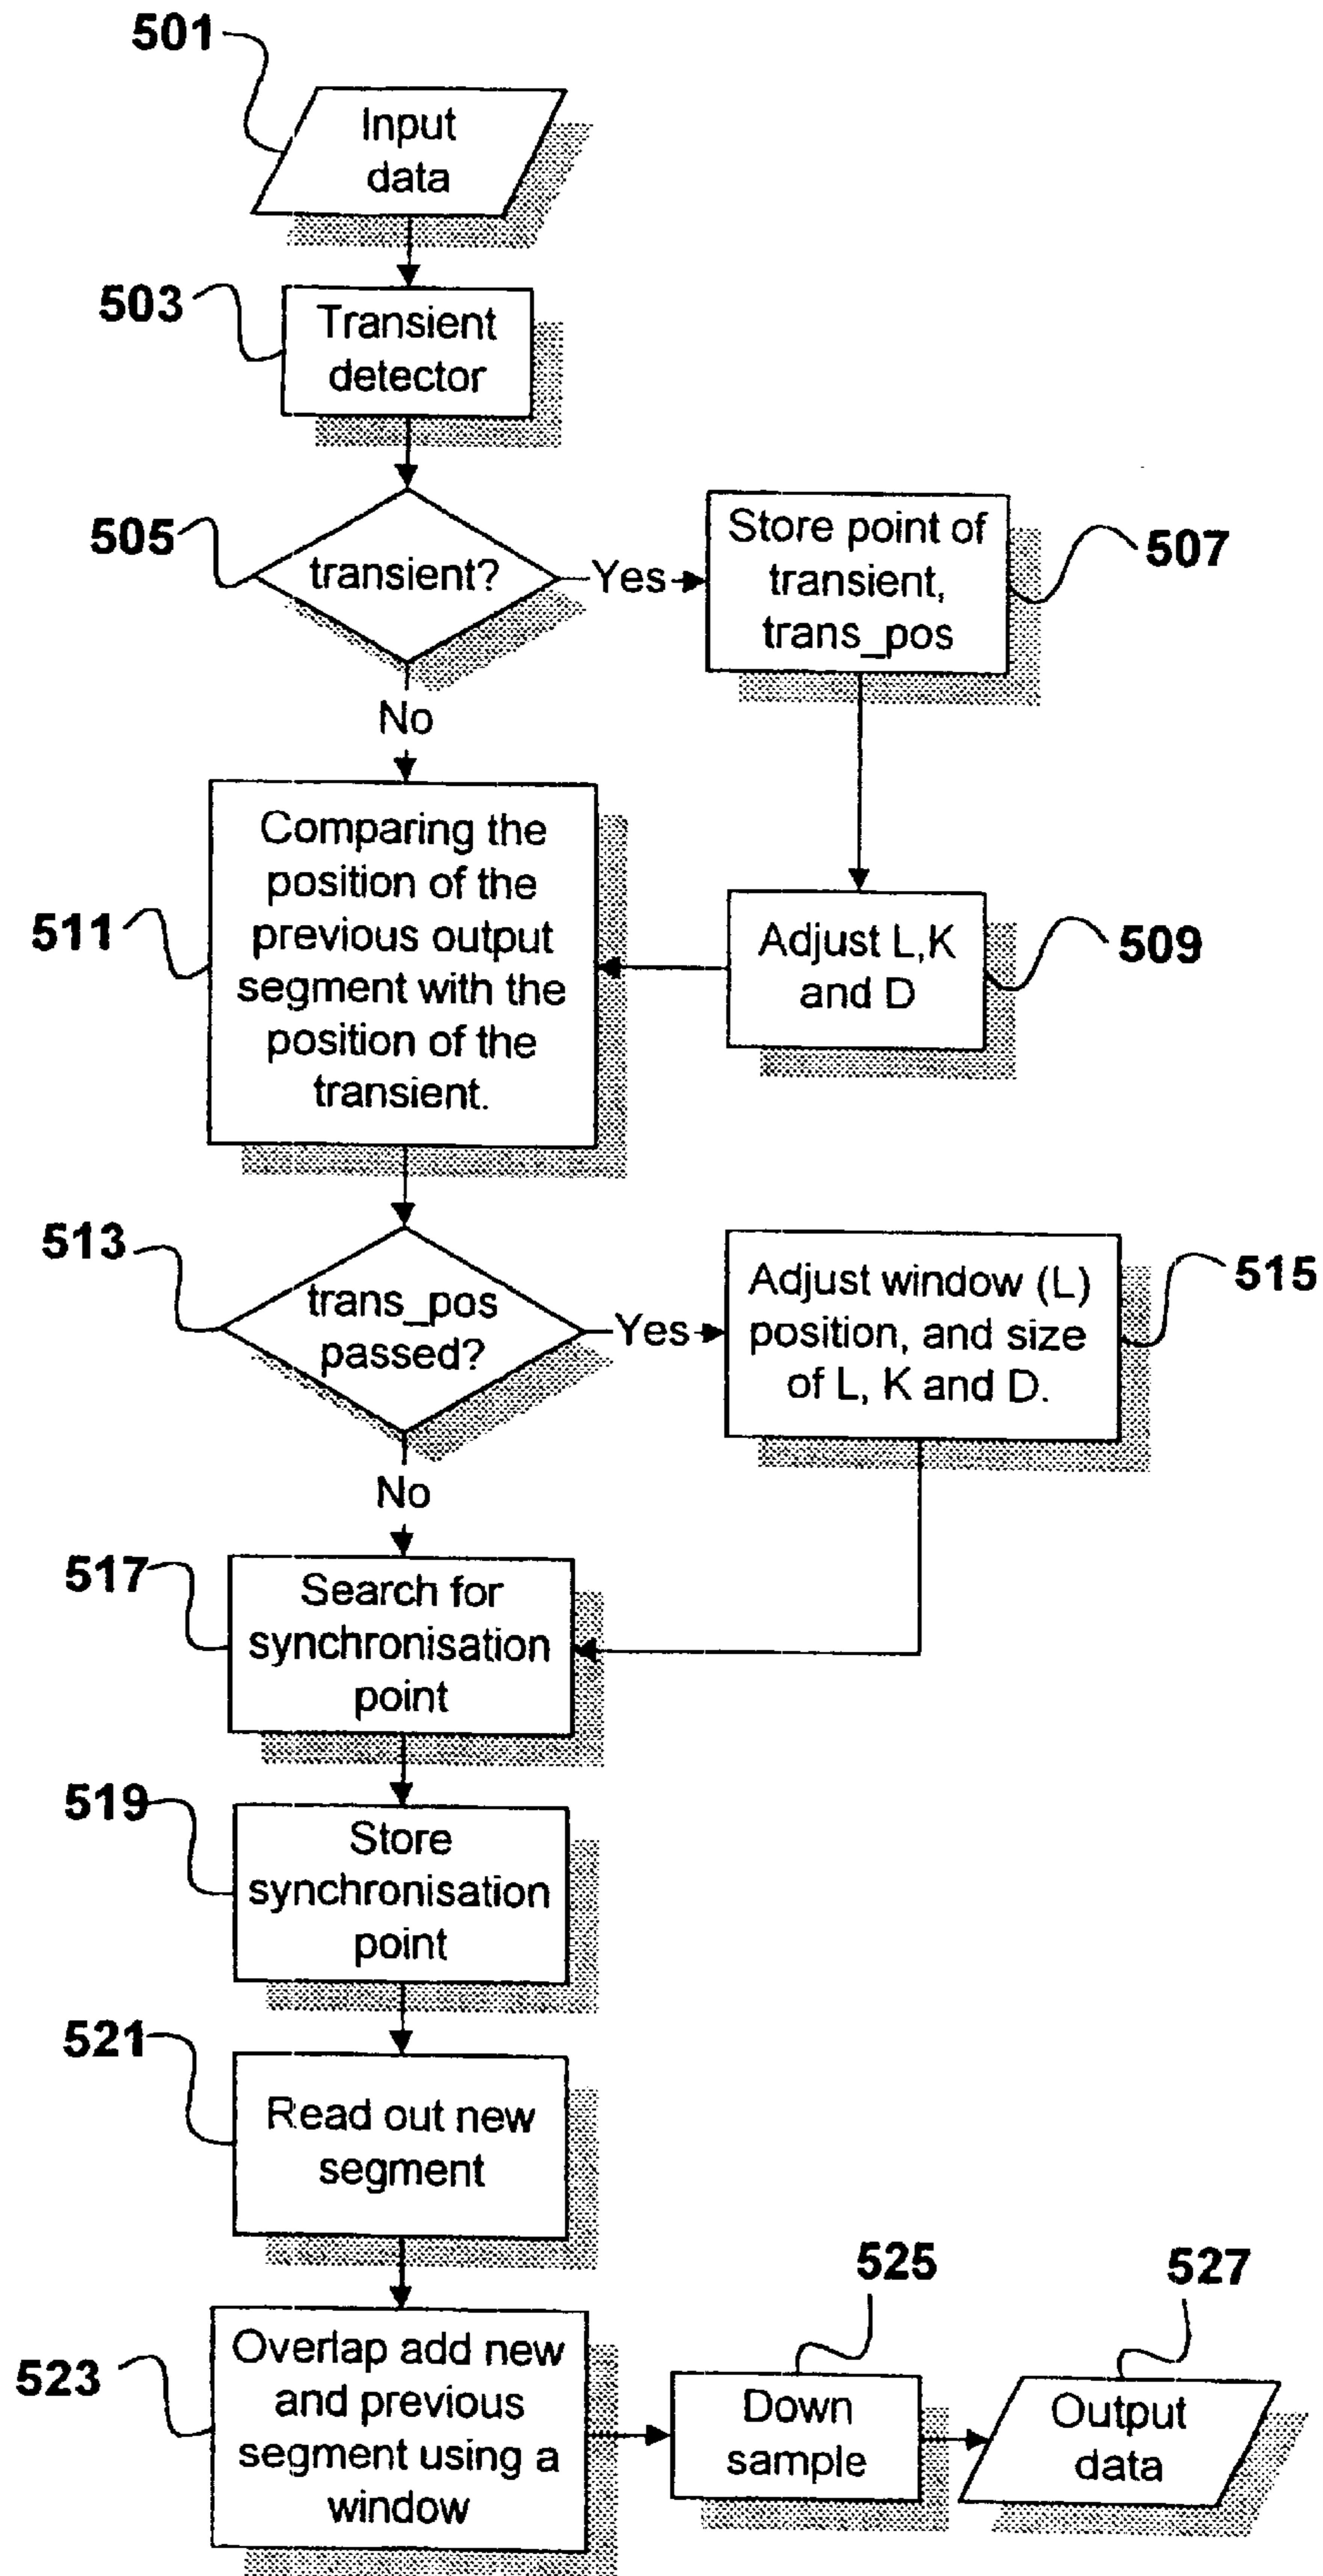 501
Input
data
503
Transient
detector
505
transient?
Yes
Store point of
transient,
trans_pos
507
No
Comparing the
position of the
previous output
segment with the
position of the
transient.
511
Adjust L,K
and D
509
513
trans_pos
passed?
Yes
Adjust window (L)
position, and size
of L, K and D.
515
No
517
Search for
synchronisation
point
519
Store
synchronisation
point
521
Read out new
segment
523
Overlap add new
and previous
segment using a
window
525
Down
sample
527
Output
data